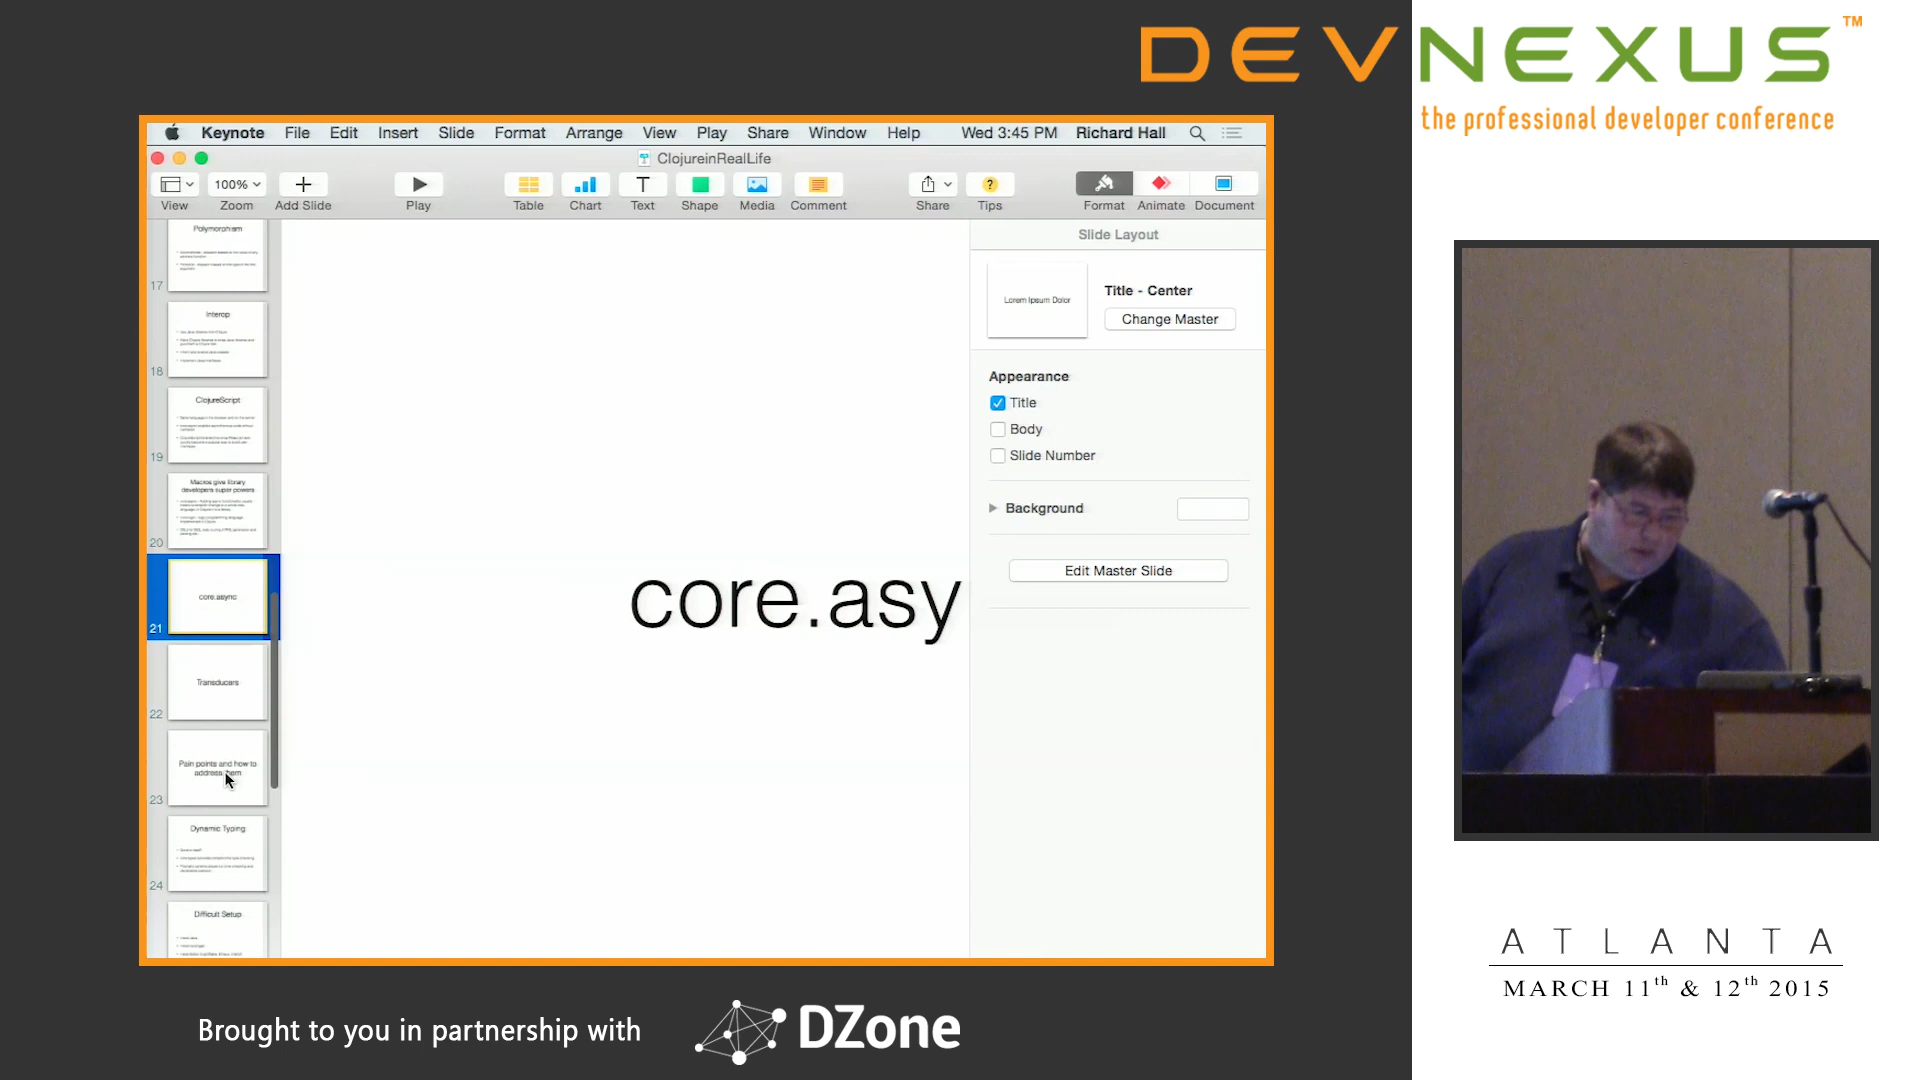 DEVNEXUS™
the professional developer conference
Keynote File Edit Insert Slide Format Arrange View Play Share Window Help Wed 3:45 PM Richard Hall
ClojureinRealLife
100%
View Zoom Add Slide Play Table Chart Text Shape Media Comment Share Tips Format Animate Document
Slide Layout
Lorem Ipsum Dolor
Title - Center
Change Master
Appearance
Title
Body
Slide Number
Background
Edit Master Slide
Polymorphism
17
Interop
18
ClojureScript
19
Macros give library
developers super powers
20
core.async
21
Transducers
22
Pain points and how to
address them
23
Dynamic Typing
24
Difficult Setup
core.asy
ATLANTA
MARCH 11th & 12th 2015
Brought to you in partnership with
DZone